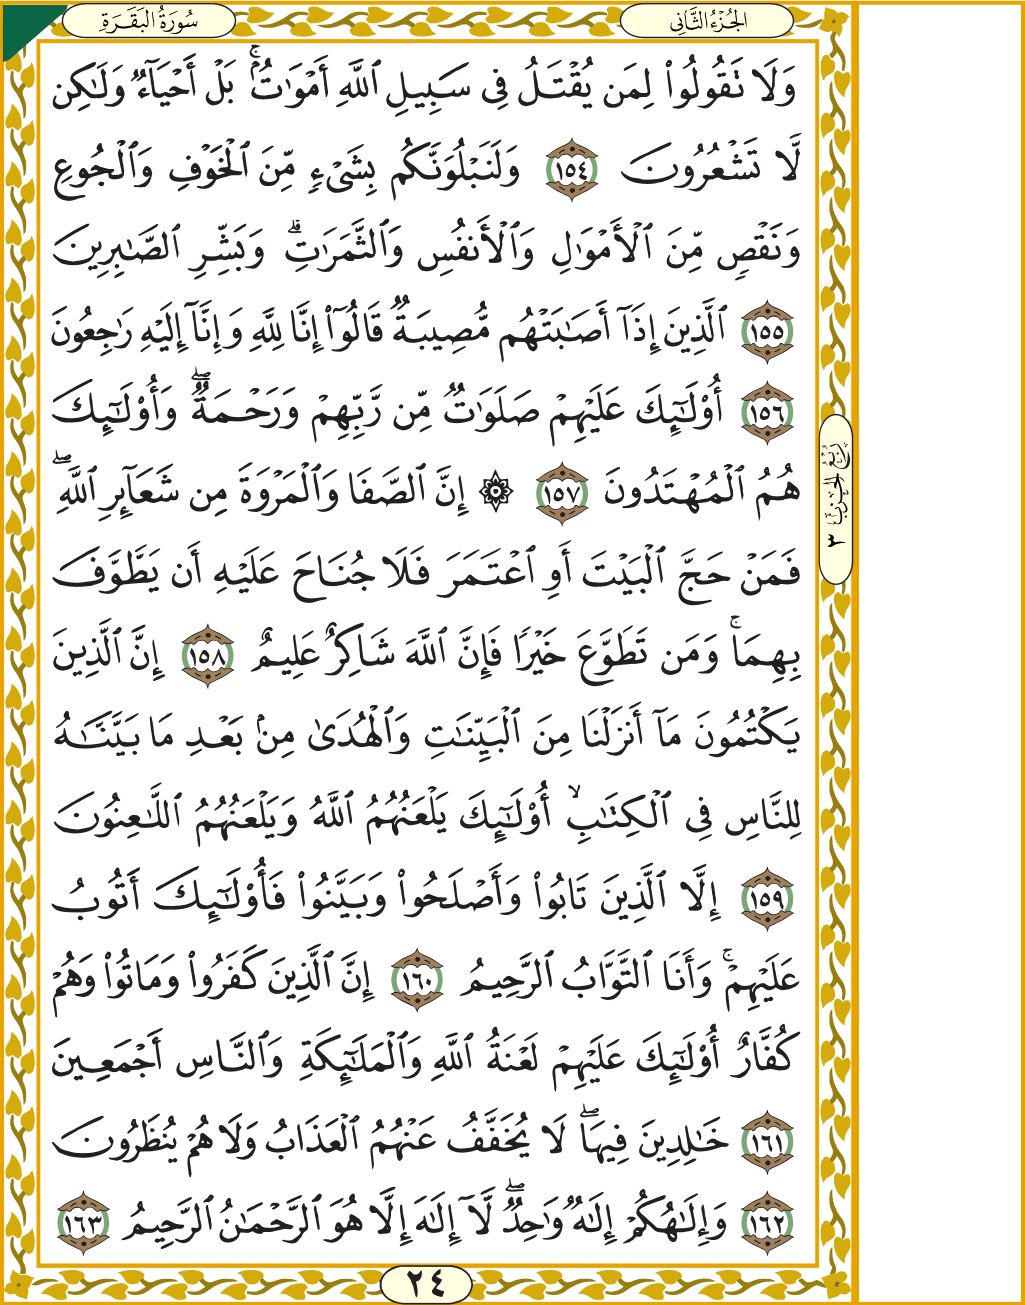 سُورَةُ البَقَرَةِ
الجُزْءُ الثَّانِي
وَلَا تَقُولُوا۟ لِمَن يُقْتَلُ فِى سَبِيلِ ٱللَّهِ أَمْوَٰتٌۢ ۚ بَلْ أَحْيَآءٌ وَلَٰكِن
لَّا تَشْعُرُونَ ١٥٤ وَلَنَبْلُوَنَّكُم بِشَىْءٍ مِّنَ ٱلْخَوْفِ وَٱلْجُوعِ
وَنَقْصٍ مِّنَ ٱلْأَمْوَٰلِ وَٱلْأَنفُسِ وَٱلثَّمَرَٰتِ ۗ وَبَشِّرِ ٱلصَّٰبِرِينَ
١٥٥ ٱلَّذِينَ إِذَآ أَصَٰبَتْهُم مُّصِيبَةٌ قَالُوٓا۟ إِنَّا لِلَّهِ وَإِنَّآ إِلَيْهِ رَٰجِعُونَ
١٥٦ أُو۟لَٰٓئِكَ عَلَيْهِمْ صَلَوَٰتٌ مِّن رَّبِّهِمْ وَرَحْمَةٌ ۖ وَأُو۟لَٰٓئِكَ
هُمُ ٱلْمُهْتَدُونَ ١٥٧ ۞ إِنَّ ٱلصَّفَا وَٱلْمَرْوَةَ مِن شَعَآئِرِ ٱللَّهِ ۖ
فَمَنْ حَجَّ ٱلْبَيْتَ أَوِ ٱعْتَمَرَ فَلَا جُنَاحَ عَلَيْهِ أَن يَطَّوَّفَ
بِهِمَا ۚ وَمَن تَطَوَّعَ خَيْرًا فَإِنَّ ٱللَّهَ شَاكِرٌ عَلِيمٌ ١٥٨ إِنَّ ٱلَّذِينَ
يَكْتُمُونَ مَآ أَنزَلْنَا مِنَ ٱلْبَيِّنَٰتِ وَٱلْهُدَىٰ مِنۢ بَعْدِ مَا بَيَّنَّٰهُ
لِلنَّاسِ فِى ٱلْكِتَٰبِ ۙ أُو۟لَٰٓئِكَ يَلْعَنُهُمُ ٱللَّهُ وَيَلْعَنُهُمُ ٱللَّٰعِنُونَ
١٥٩ إِلَّا ٱلَّذِينَ تَابُوا۟ وَأَصْلَحُوا۟ وَبَيَّنُوا۟ فَأُو۟لَٰٓئِكَ أَتُوبُ
عَلَيْهِمْ ۚ وَأَنَا ٱلتَّوَّابُ ٱلرَّحِيمُ ١٦٠ إِنَّ ٱلَّذِينَ كَفَرُوا۟ وَمَاتُوا۟ وَهُمْ
كُفَّارٌ أُو۟لَٰٓئِكَ عَلَيْهِمْ لَعْنَةُ ٱللَّهِ وَٱلْمَلَٰٓئِكَةِ وَٱلنَّاسِ أَجْمَعِينَ
١٦١ خَٰلِدِينَ فِيهَا ۖ لَا يُخَفَّفُ عَنْهُمُ ٱلْعَذَابُ وَلَا هُمْ يُنظَرُونَ
١٦٢ وَإِلَٰهُكُمْ إِلَٰهٌ وَٰحِدٌ ۖ لَّآ إِلَٰهَ إِلَّا هُوَ ٱلرَّحْمَٰنُ ٱلرَّحِيمُ ١٦٣
رُبْعُ الحِزْبِ ٣
٢٤